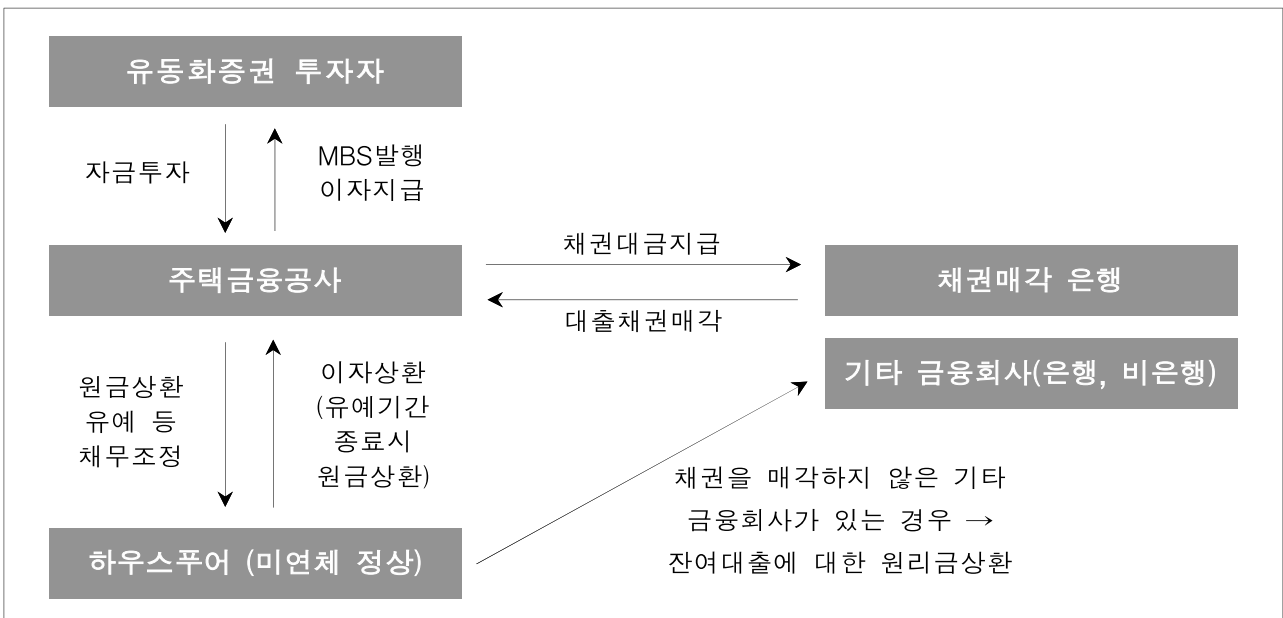 유동화증권 투자자
자금투자
MBS발행
이자지급
주택금융공사
채권대금지급
대출채권매각
채권매각 은행
기타 금융회사(은행, 비은행)
원금상환
유예 등
채무조정
이자상환
(유예기간
종료시
원금상환)
채권을 매각하지 않은 기타
금융회사가 있는 경우 →
잔여대출에 대한 원리금상환
하우스푸어 (미연체 정상)